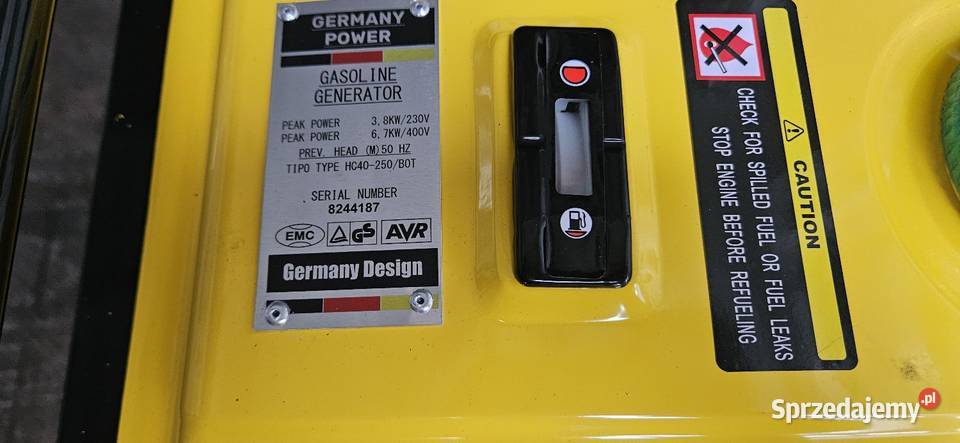 GERMANY
POWER
GASOLINE
GENERATOR
PEAK POWER 3,8KW/230V
PEAK POWER 6,7KW/400V
PREV. HEAD (M) 50 HZ
TIPO TYPE HC40-250/BOT
SERIAL NUMBER
8244187
EMC GS AVR
Germany Design
CAUTION
CHECK FOR SPILLED FUEL OR FUEL LEAKS
STOP ENGINE BEFORE REFUELING
Sprzedajemy.pl